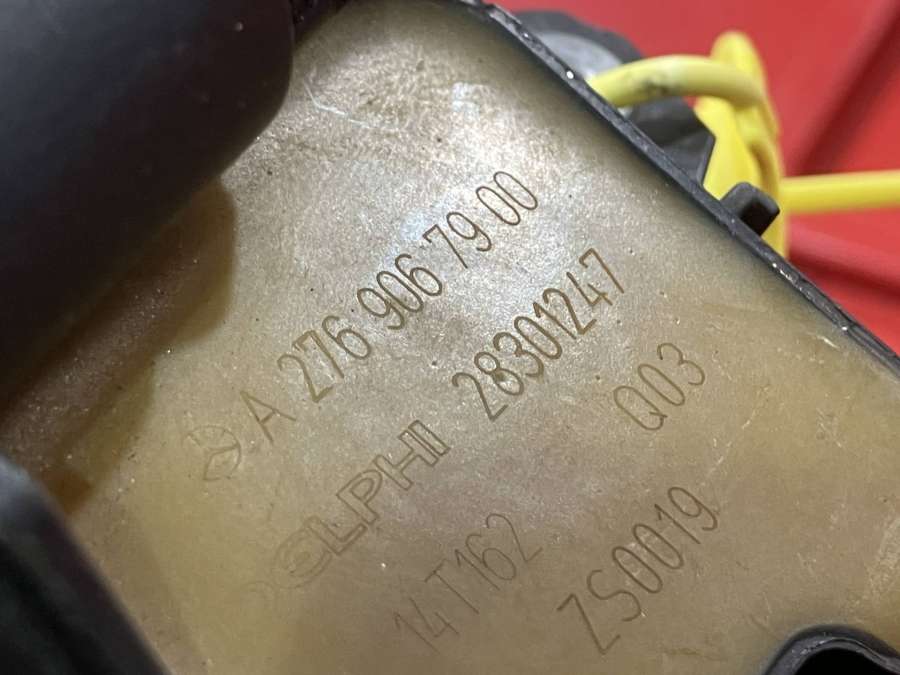 A 276 906 79 00
DELPHI 28301247
Q03
14T162
ZS0019